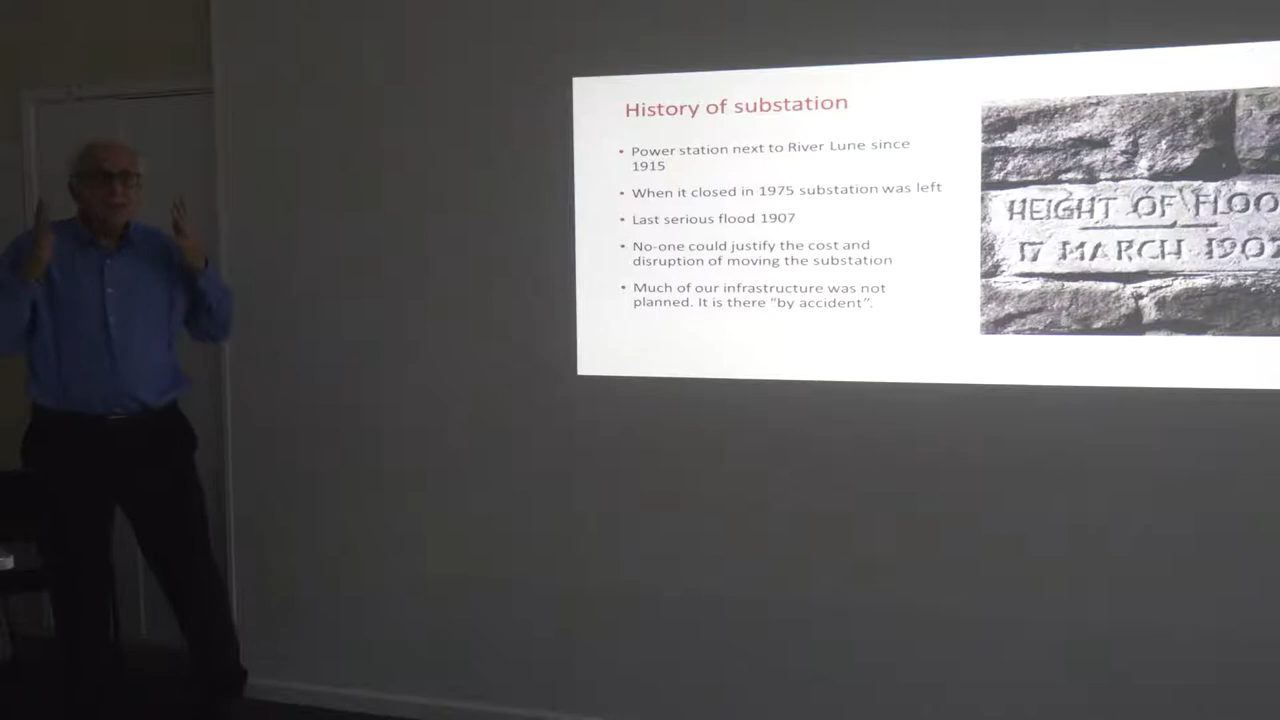 History of substation
• Power station next to River Lune since
1915
• When it closed in 1975 substation was left
• Last serious flood 1907
• No-one could justify the cost and
disruption of moving the substation
• Much of our infrastructure was not
planned. It is there "by accident".
HEIGHT OF FLOO
17 MARCH 1907